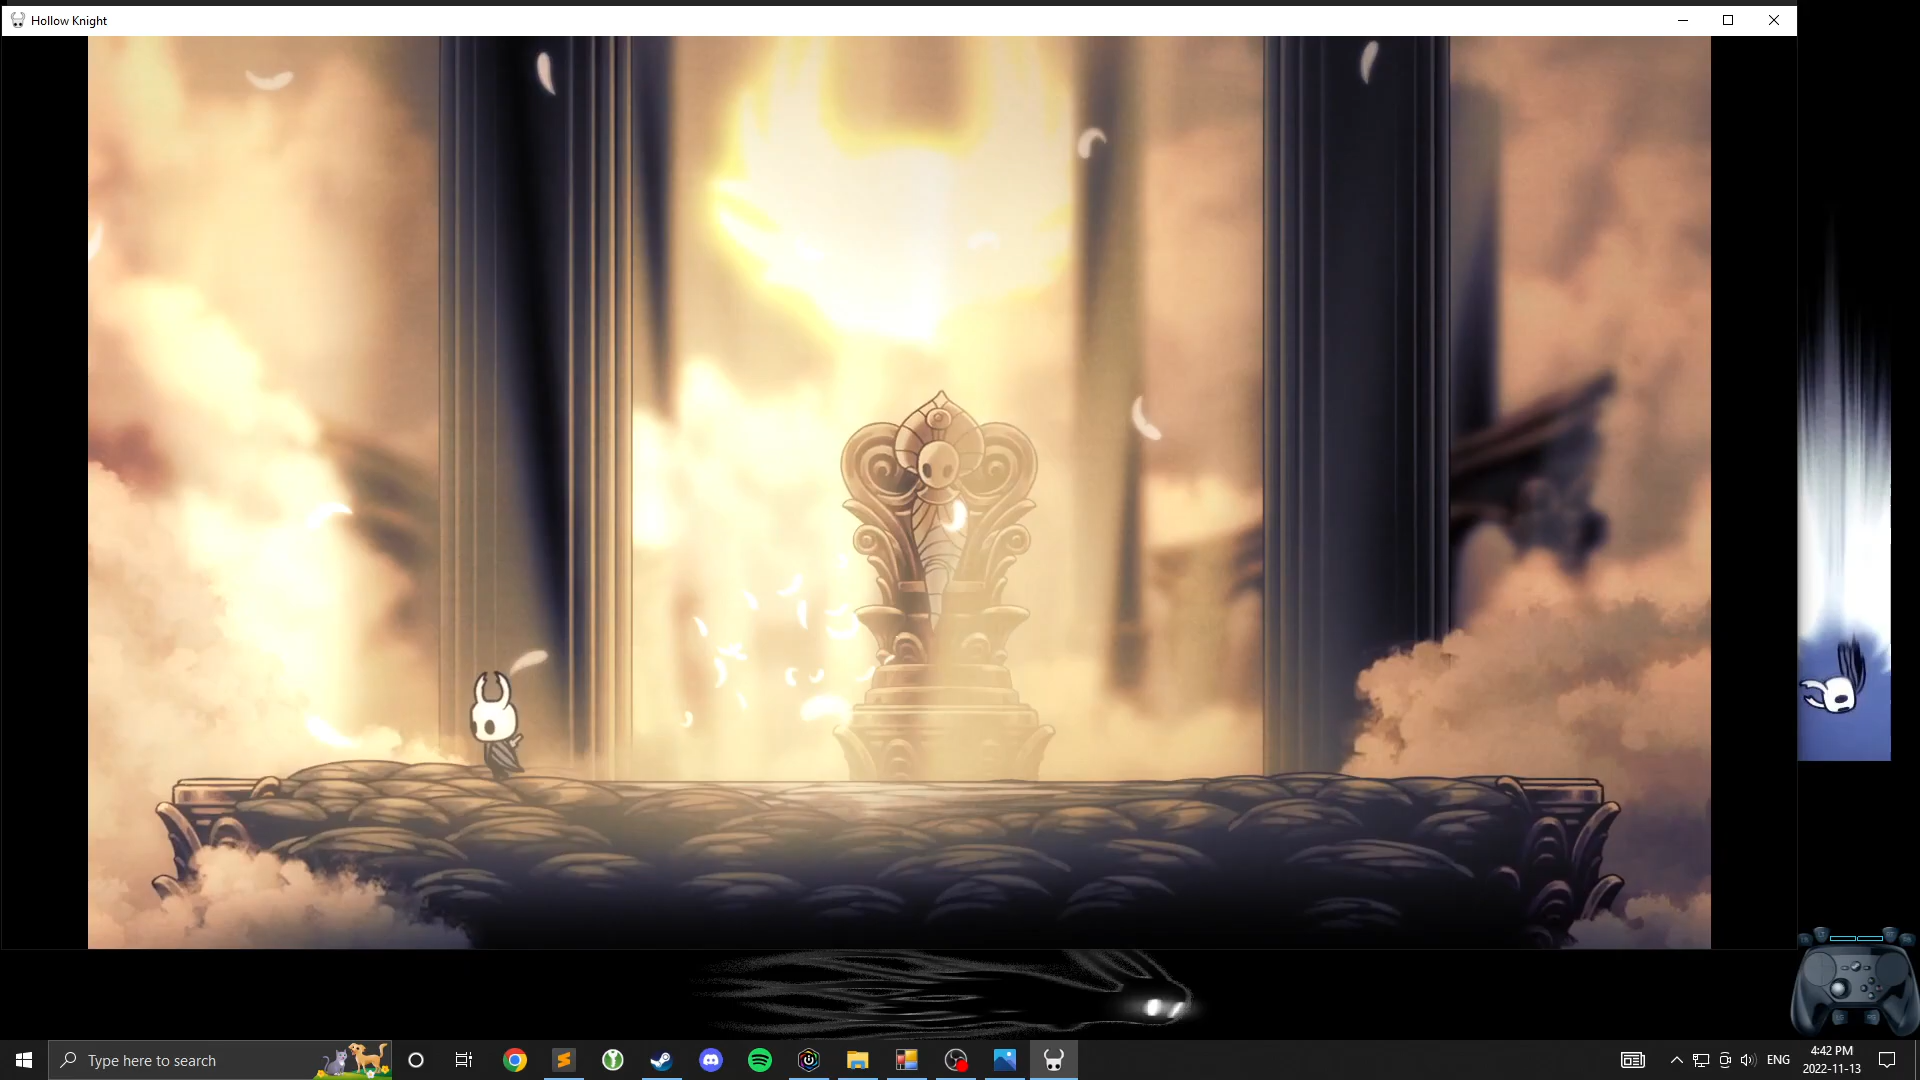 Hollow Knight
Type here to search
ENG
4:42 PM
2022-11-13